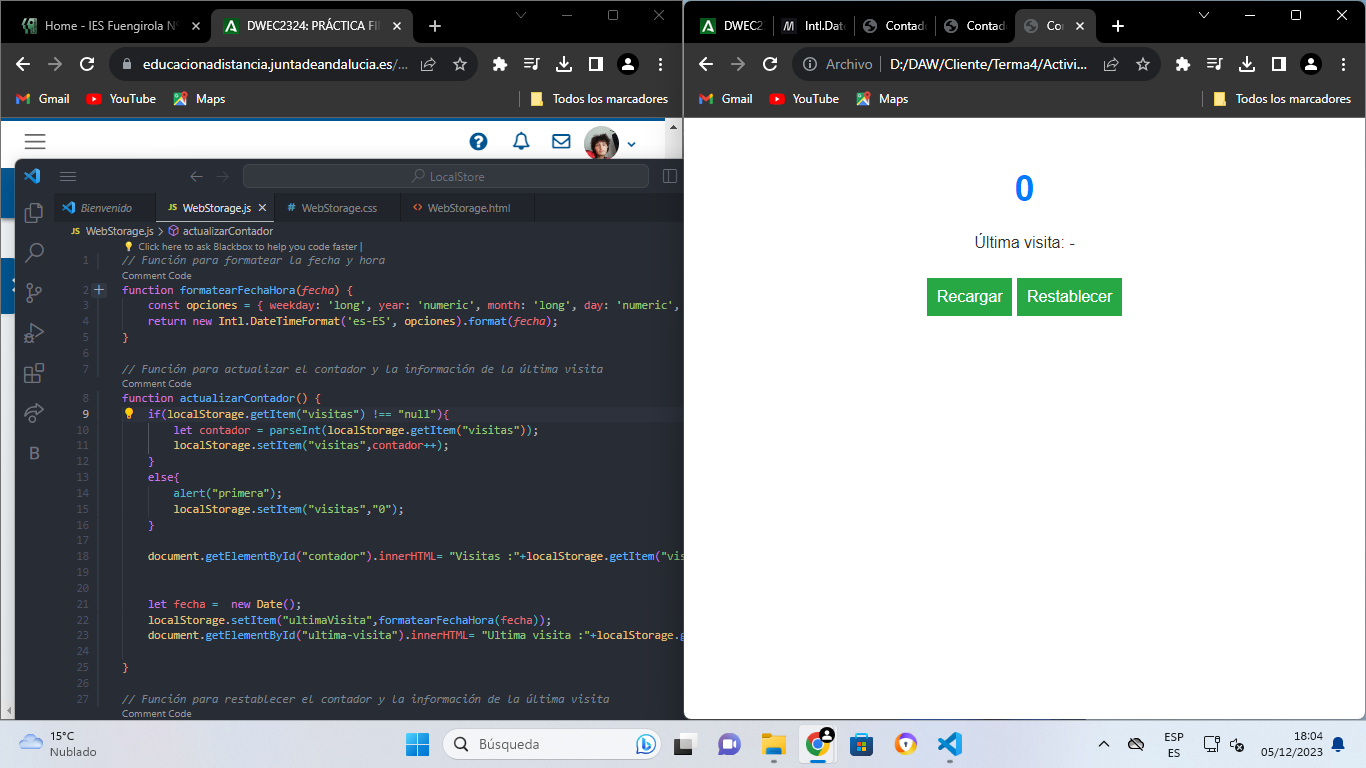 Home - IES Fuengirola Nº
DWEC2324: PRÁCTICA FI
educacionadistancia.juntadeandalucia.es/...
Gmail
YouTube
Maps
Todos los marcadores
LocalStore
Bienvenido
JS WebStorage.js
# WebStorage.css
<> WebStorage.html
JS WebStorage.js > actualizarContador
Click here to ask Blackbox to help you code faster |
1 // Función para formatear la fecha y hora
Comment Code
2 function formatearFechaHora(fecha) {
3 const opciones = { weekday: 'long', year: 'numeric', month: 'long', day: 'numeric',
4 return new Intl.DateTimeFormat('es-ES', opciones).format(fecha);
5 }
6
7 // Función para actualizar el contador y la información de la última visita
Comment Code
8 function actualizarContador() {
9 if(localStorage.getItem("visitas") !== "null"){
10 let contador = parseInt(localStorage.getItem("visitas"));
11 localStorage.setItem("visitas",contador++);
12 }
13 else{
14 alert("primera");
15 localStorage.setItem("visitas","0");
16 }
17
18 document.getElementById("contador").innerHTML= "Visitas :"+localStorage.getItem("vis
19
20
21 let fecha =  new Date();
22 localStorage.setItem("ultimaVisita",formatearFechaHora(fecha));
23 document.getElementById("ultima-visita").innerHTML= "Ultima visita :"+localStorage.g
24
25 }
26
27 // Función para restablecer el contador y la información de la última visita
Comment Code
B
DWEC2
Intl.Dat
Contad
Contad
Co
Archivo
D:/DAW/Cliente/Terma4/Activi...
Gmail
YouTube
Maps
Todos los marcadores
0
Última visita: -
Recargar
Restablecer
15°C
Nublado
Búsqueda
ESP
ES
18:04
05/12/2023